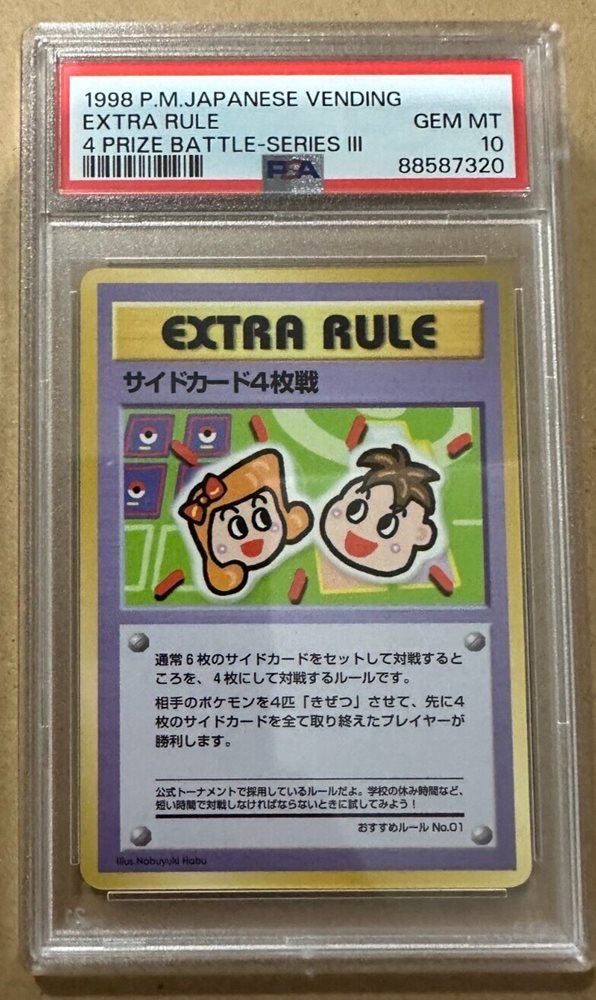 1998 P.M.JAPANESE VENDING
EXTRA RULE GEM MT
4 PRIZE BATTLE-SERIES III 10
PSA 88587320
EXTRA RULE
サイドカード4枚戦
通常6枚のサイドカードをセットして対戦すると
ころを、4枚にして対戦するルールです。
相手のポケモンを4匹「きぜつ」させて、先に4
枚のサイドカードを全て取り終えたプレイヤーが
勝利します。
公式トーナメントで採用しているルールだよ。学校の休み時間など、
短い時間で対戦しなければならないときに試してみよう！
おすすめルール No.01
Illus.Nobuyuki Habu